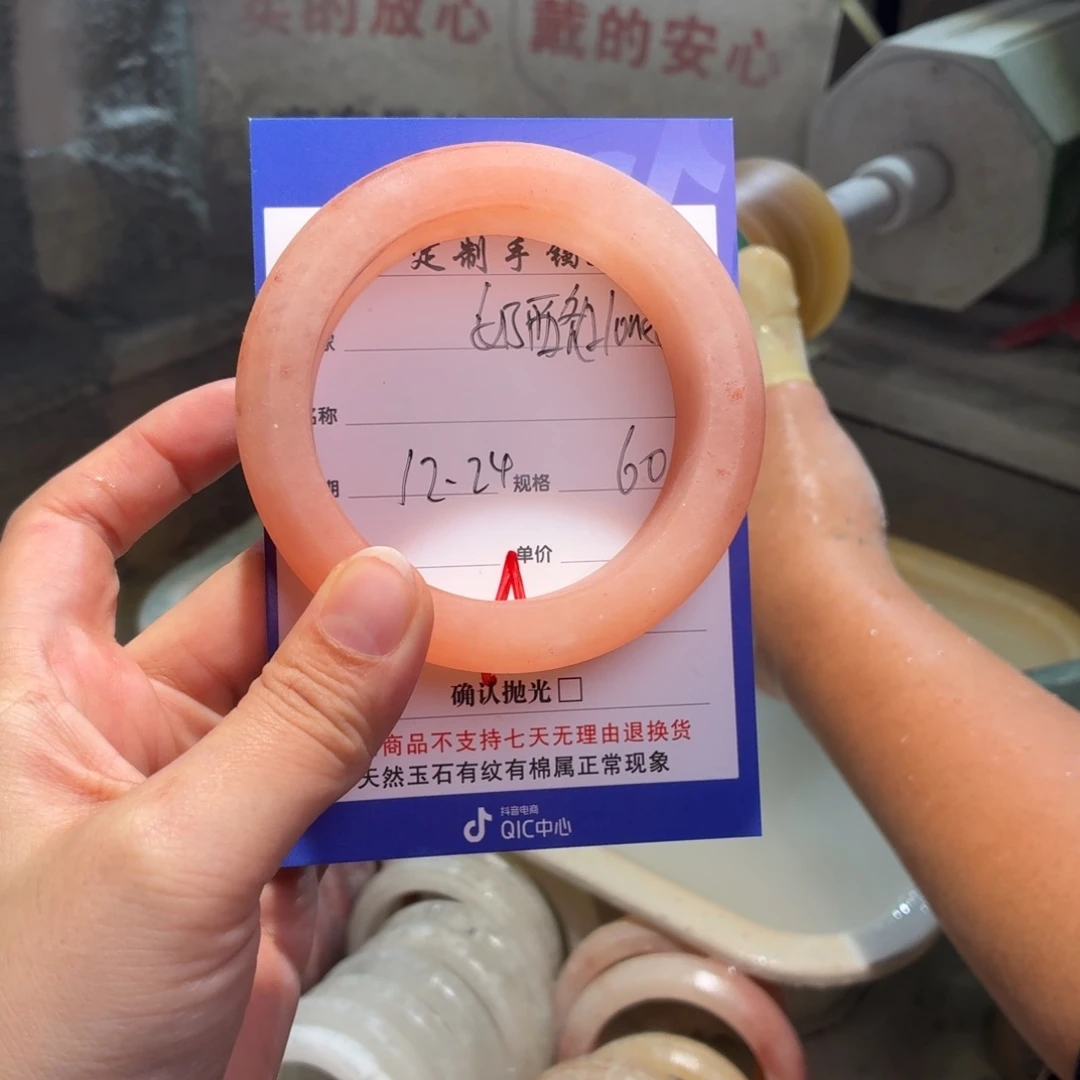 买的放心 戴的安心
定制手镯
名称
12-24 规格 60
单价
确认抛光□
商品不支持七天无理由退换货
天然玉石有纹有棉属正常现象
抖音电商
QIC中心